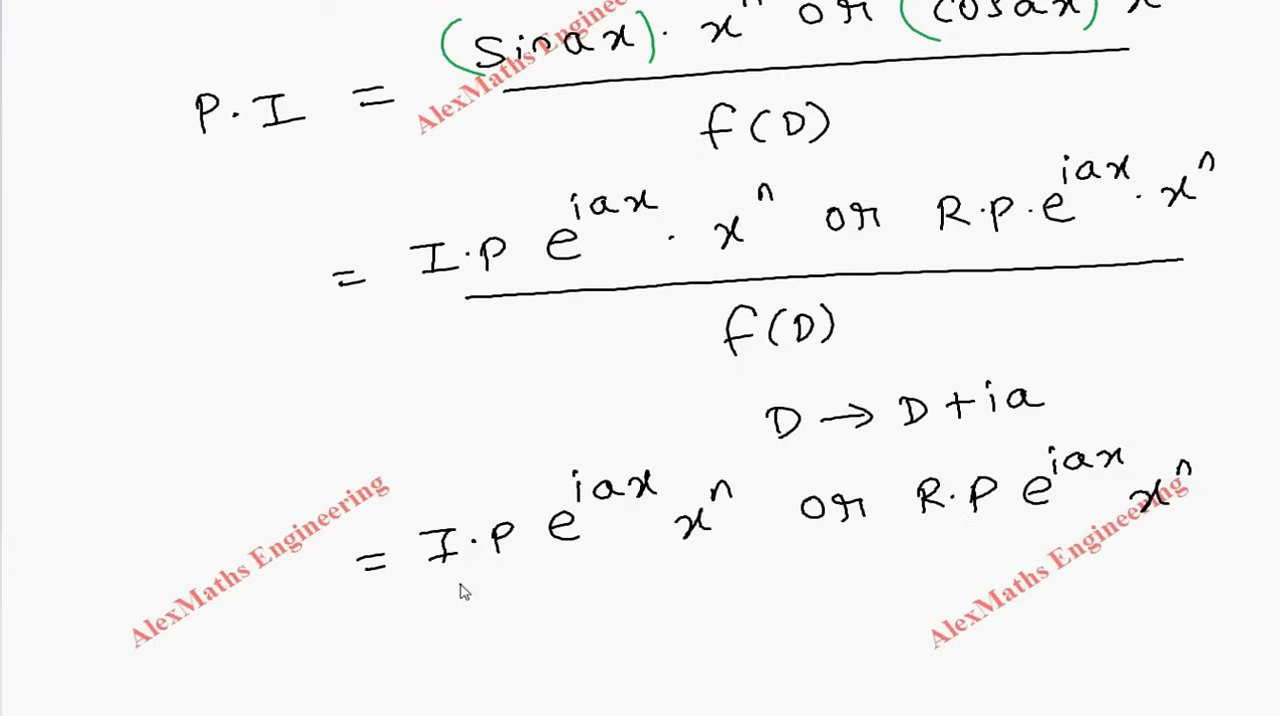 (sin ax) . x^n or (cos ax) x
P.I =
f(D)
= I.P e^{iax} . x^n or R.P. e^{iax} . x^n
f(D)
D → D + ia
= I.P e^{iax} x^n or R.P e^{iax} x^n
AlexMaths Engineering
AlexMaths Engineering
AlexMaths Engineering